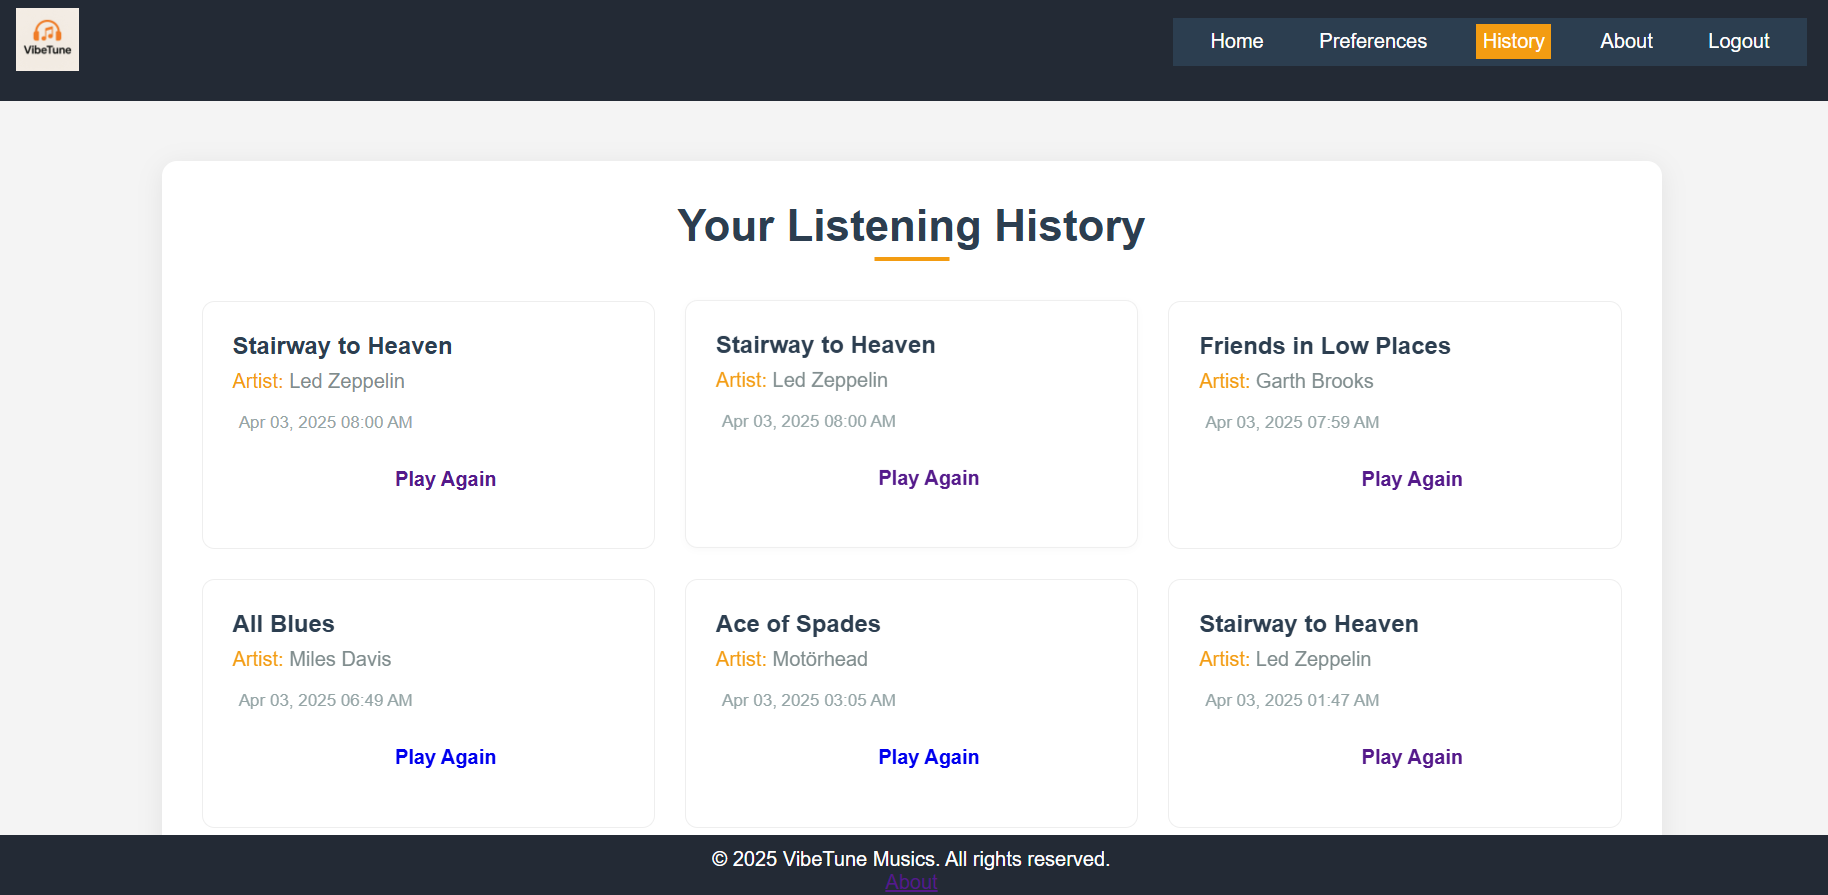 VibeTune
Home
Preferences
History
About
Logout
Your Listening History
Stairway to Heaven
Artist: Led Zeppelin
Apr 03, 2025 08:00 AM
Play Again
Stairway to Heaven
Artist: Led Zeppelin
Apr 03, 2025 08:00 AM
Play Again
Friends in Low Places
Artist: Garth Brooks
Apr 03, 2025 07:59 AM
Play Again
All Blues
Artist: Miles Davis
Apr 03, 2025 06:49 AM
Play Again
Ace of Spades
Artist: Motörhead
Apr 03, 2025 03:05 AM
Play Again
Stairway to Heaven
Artist: Led Zeppelin
Apr 03, 2025 01:47 AM
Play Again
© 2025 VibeTune Musics. All rights reserved.
About